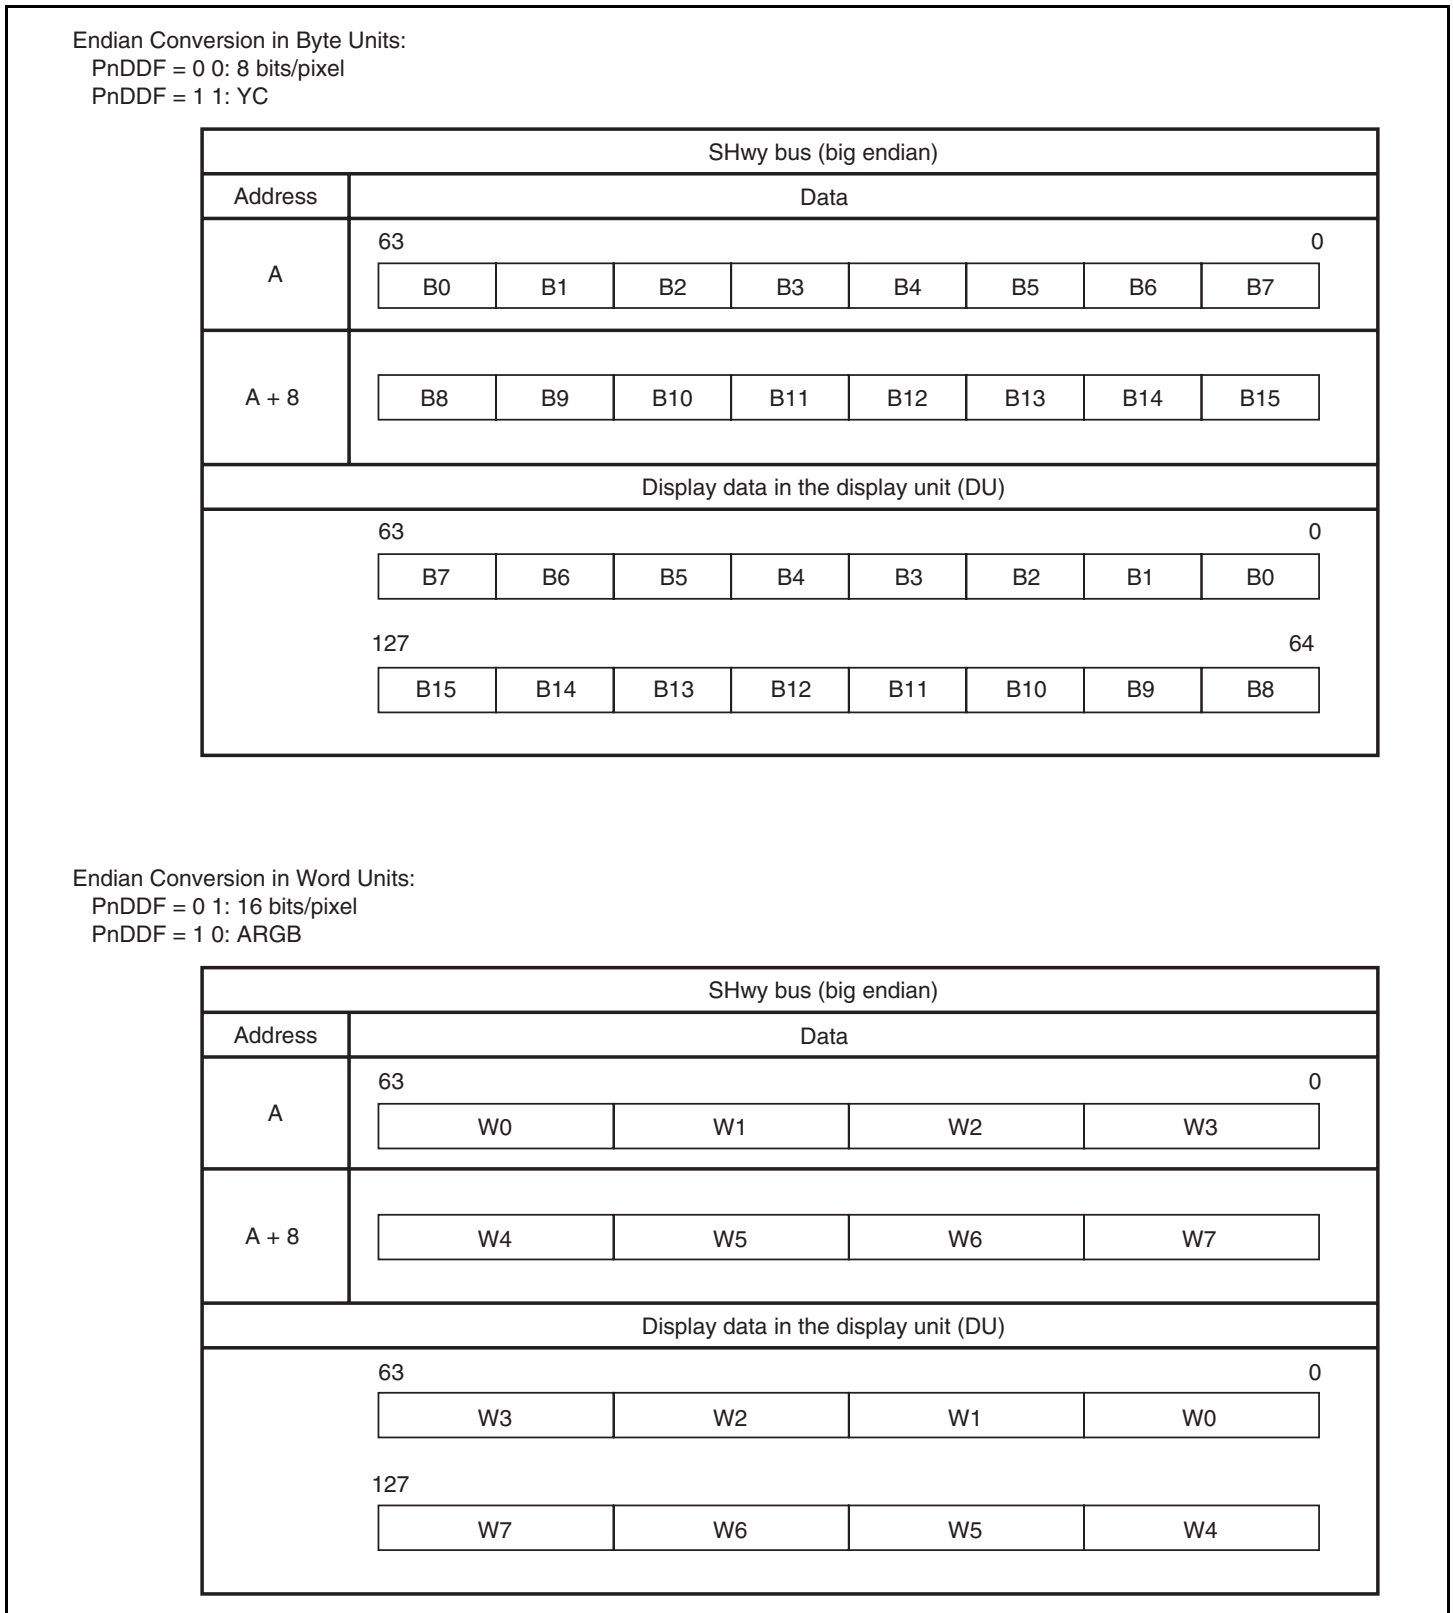 Endian Conversion in Byte Units:
PnDDF = 0 0: 8 bits/pixel
PnDDF = 1 1: YC
SHwy bus (big endian)
Address Data
63 0
A B0 B1 B2 B3 B4 B5 B6 B7
A + 8 B8 B9 B10 B11 B12 B13 B14 B15
Display data in the display unit (DU)
63 0
B7 B6 B5 B4 B3 B2 B1 B0
127 64
B15 B14 B13 B12 B11 B10 B9 B8
Endian Conversion in Word Units:
PnDDF = 0 1: 16 bits/pixel
PnDDF = 1 0: ARGB
SHwy bus (big endian)
Address Data
63 0
A W0 W1 W2 W3
A + 8 W4 W5 W6 W7
Display data in the display unit (DU)
63 0
W3 W2 W1 W0
127
W7 W6 W5 W4